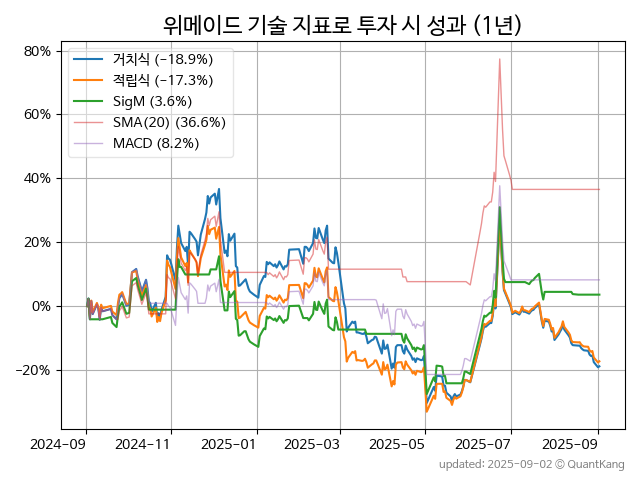 위메이드 기술 지표로 투자 시 성과 (1년)
거치식 (−18.9%)
적립식 (−17.3%)
SigM (3.6%)
SMA(20) (36.6%)
MACD (8.2%)
80%
60%
40%
20%
0%
−20%
2024-09 2024-11 2025-01 2025-03 2025-05 2025-07 2025-09
updated: 2025-09-02 © QuantKang